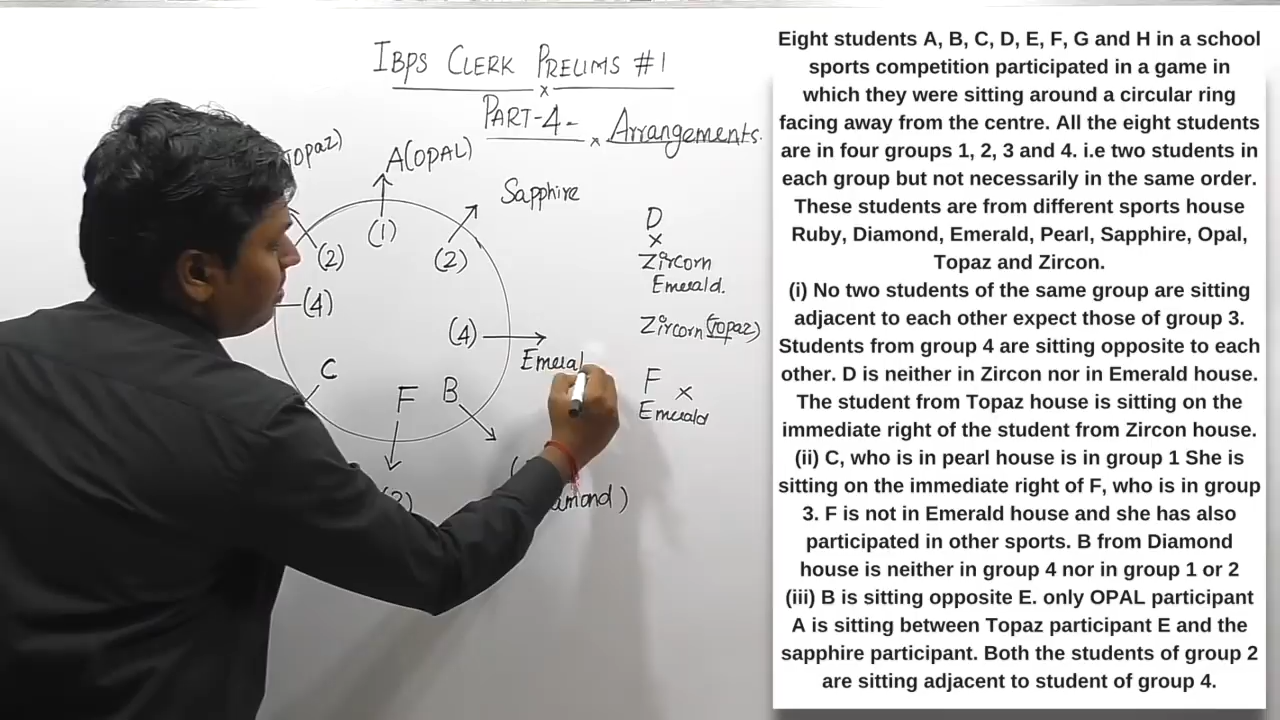 IBPS CLERK PRELIMS #1
PART-4- Arrangements.
A(OPAL)
Sapphire
(1)
(2)
(2)
(4)
(4)
C
F
B
D
Zircorn
Emerald.
Zircorn (Topaz)
F
Emerald
Eight students A, B, C, D, E, F, G and H in a school
sports competition participated in a game in
which they were sitting around a circular ring
facing away from the centre. All the eight students
are in four groups 1, 2, 3 and 4. i.e two students in
each group but not necessarily in the same order.
These students are from different sports house
Ruby, Diamond, Emerald, Pearl, Sapphire, Opal,
Topaz and Zircon.
(i) No two students of the same group are sitting
adjacent to each other expect those of group 3.
Students from group 4 are sitting opposite to each
other. D is neither in Zircon nor in Emerald house.
The student from Topaz house is sitting on the
immediate right of the student from Zircon house.
(ii) C, who is in pearl house is in group 1 She is
sitting on the immediate right of F, who is in group
3. F is not in Emerald house and she has also
participated in other sports. B from Diamond
house is neither in group 4 nor in group 1 or 2
(iii) B is sitting opposite E. only OPAL participant
A is sitting between Topaz participant E and the
sapphire participant. Both the students of group 2
are sitting adjacent to student of group 4.